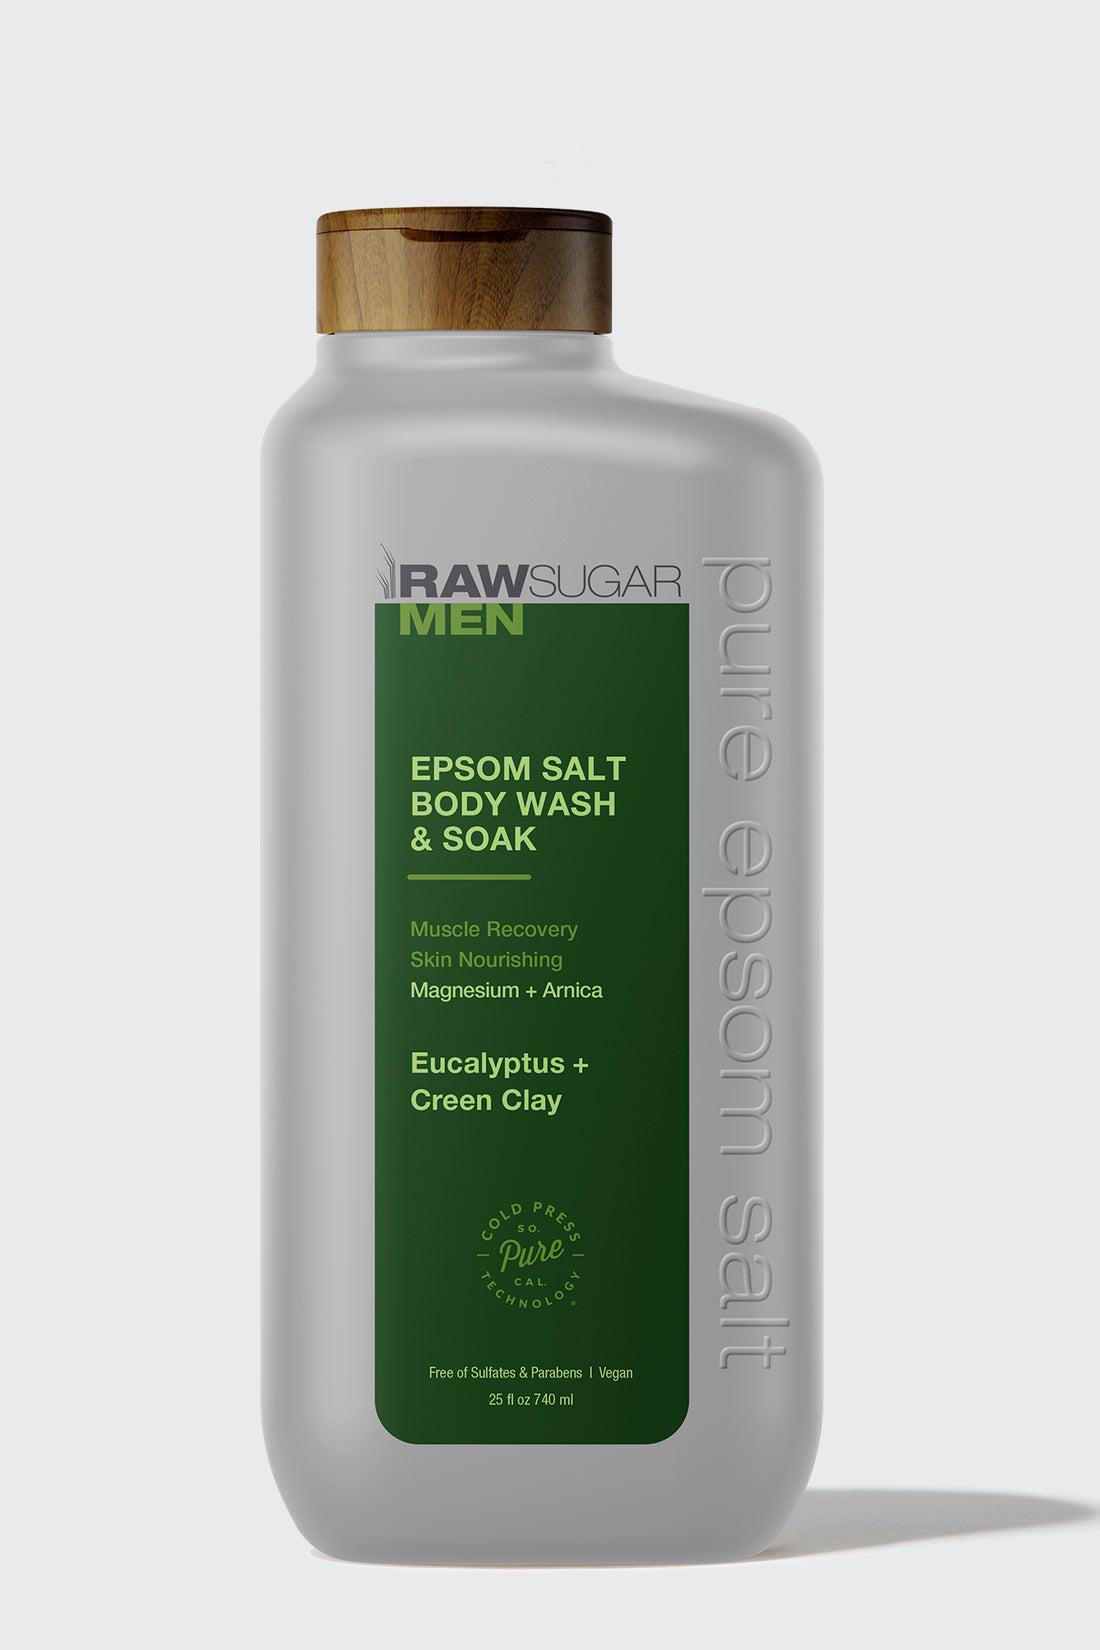 RAWSUGAR
MEN
EPSOM SALT
BODY WASH
& SOAK
Muscle Recovery
Skin Nourishing
Magnesium + Arnica
Eucalyptus +
Creen Clay
COLD PRESS
SO.
Pure
CAL.
TECHNOLOGY®
Free of Sulfates & Parabens | Vegan
25 fl oz 740 ml
pure epsom salt